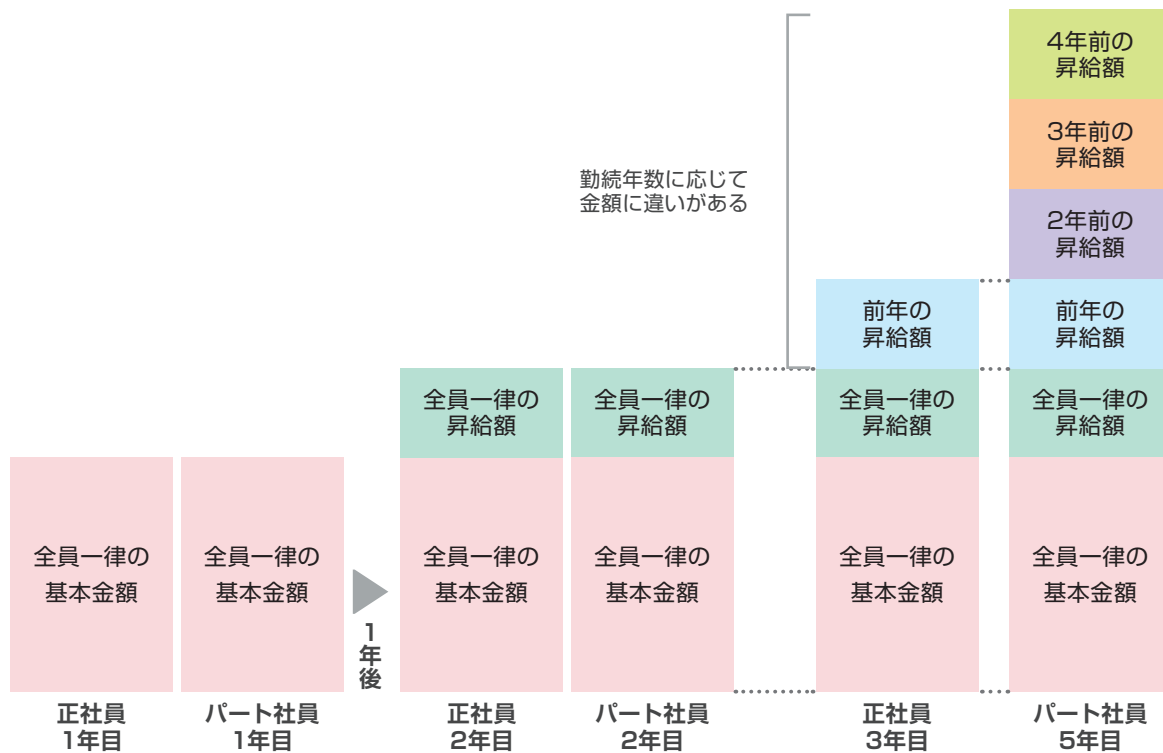 4年前の
昇給額
3年前の
昇給額
勤続年数に応じて
金額に違いがある
2年前の
昇給額
前年の
昇給額
前年の
昇給額
全員一律の
昇給額
全員一律の
昇給額
全員一律の
昇給額
全員一律の
昇給額
全員一律の
基本金額
全員一律の
基本金額
1年後
全員一律の
基本金額
全員一律の
基本金額
全員一律の
基本金額
全員一律の
基本金額
正社員
1年目
パート社員
1年目
正社員
2年目
パート社員
2年目
正社員
3年目
パート社員
5年目